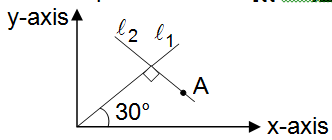 y-axis
ℓ₂ ℓ₁
A
30°
x-axis